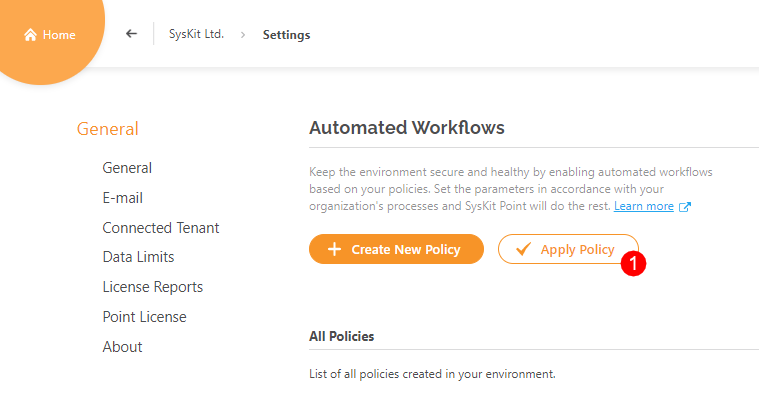 Home
SysKit Ltd. > Settings
General
General
E-mail
Connected Tenant
Data Limits
License Reports
Point License
About
Automated Workflows
Keep the environment secure and healthy by enabling automated workflows
based on your policies. Set the parameters in accordance with your
organization's processes and SysKit Point will do the rest. Learn more
Create New Policy
Apply Policy
1
All Policies
List of all policies created in your environment.